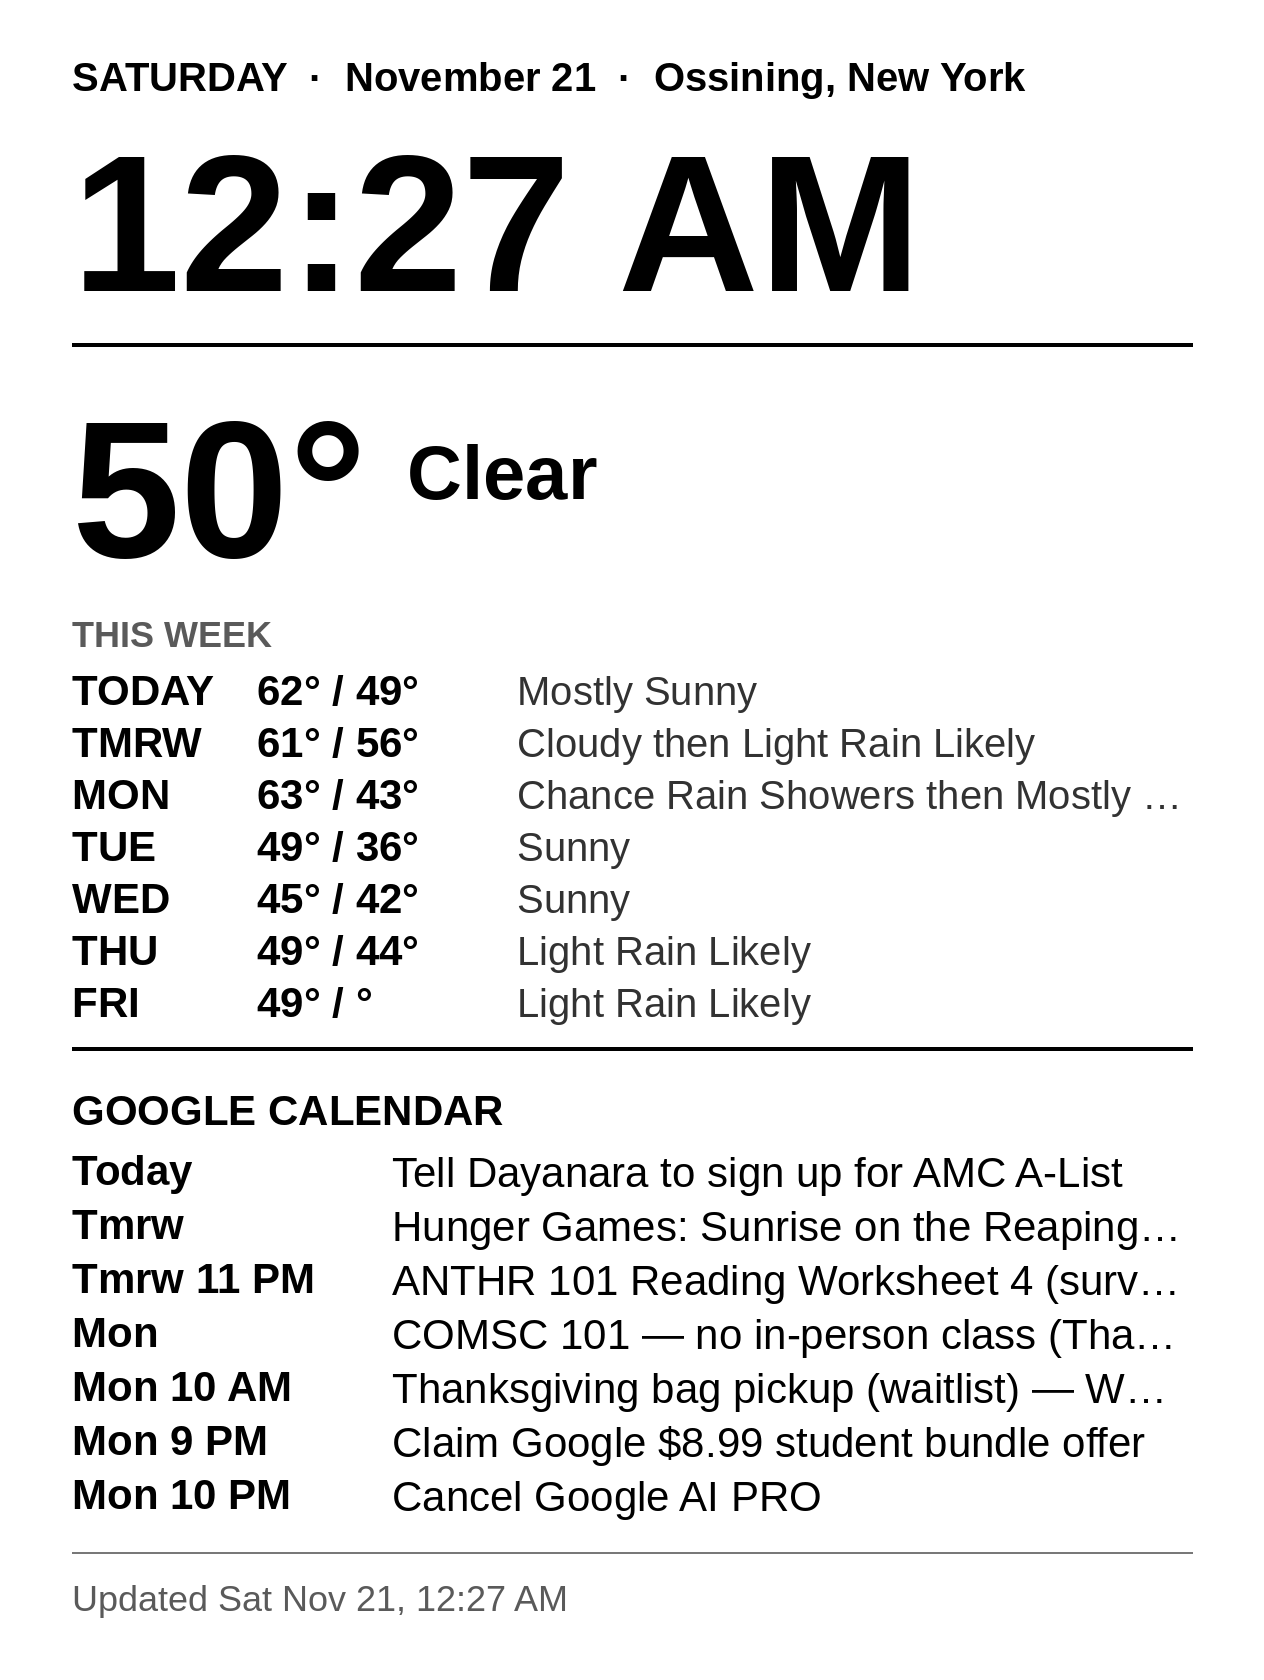 SATURDAY · November 21 · Ossining, New York
12:27 AM
50° Clear
THIS WEEK
TODAY 62° / 49° Mostly Sunny
TMRW 61° / 56° Cloudy then Light Rain Likely
MON 63° / 43° Chance Rain Showers then Mostly …
TUE 49° / 36° Sunny
WED 45° / 42° Sunny
THU 49° / 44° Light Rain Likely
FRI 49° / ° Light Rain Likely
GOOGLE CALENDAR
Today Tell Dayanara to sign up for AMC A-List
Tmrw Hunger Games: Sunrise on the Reaping…
Tmrw 11 PM ANTHR 101 Reading Worksheet 4 (surv…
Mon COMSC 101 — no in-person class (Tha…
Mon 10 AM Thanksgiving bag pickup (waitlist) — W…
Mon 9 PM Claim Google $8.99 student bundle offer
Mon 10 PM Cancel Google AI PRO
Updated Sat Nov 21, 12:27 AM